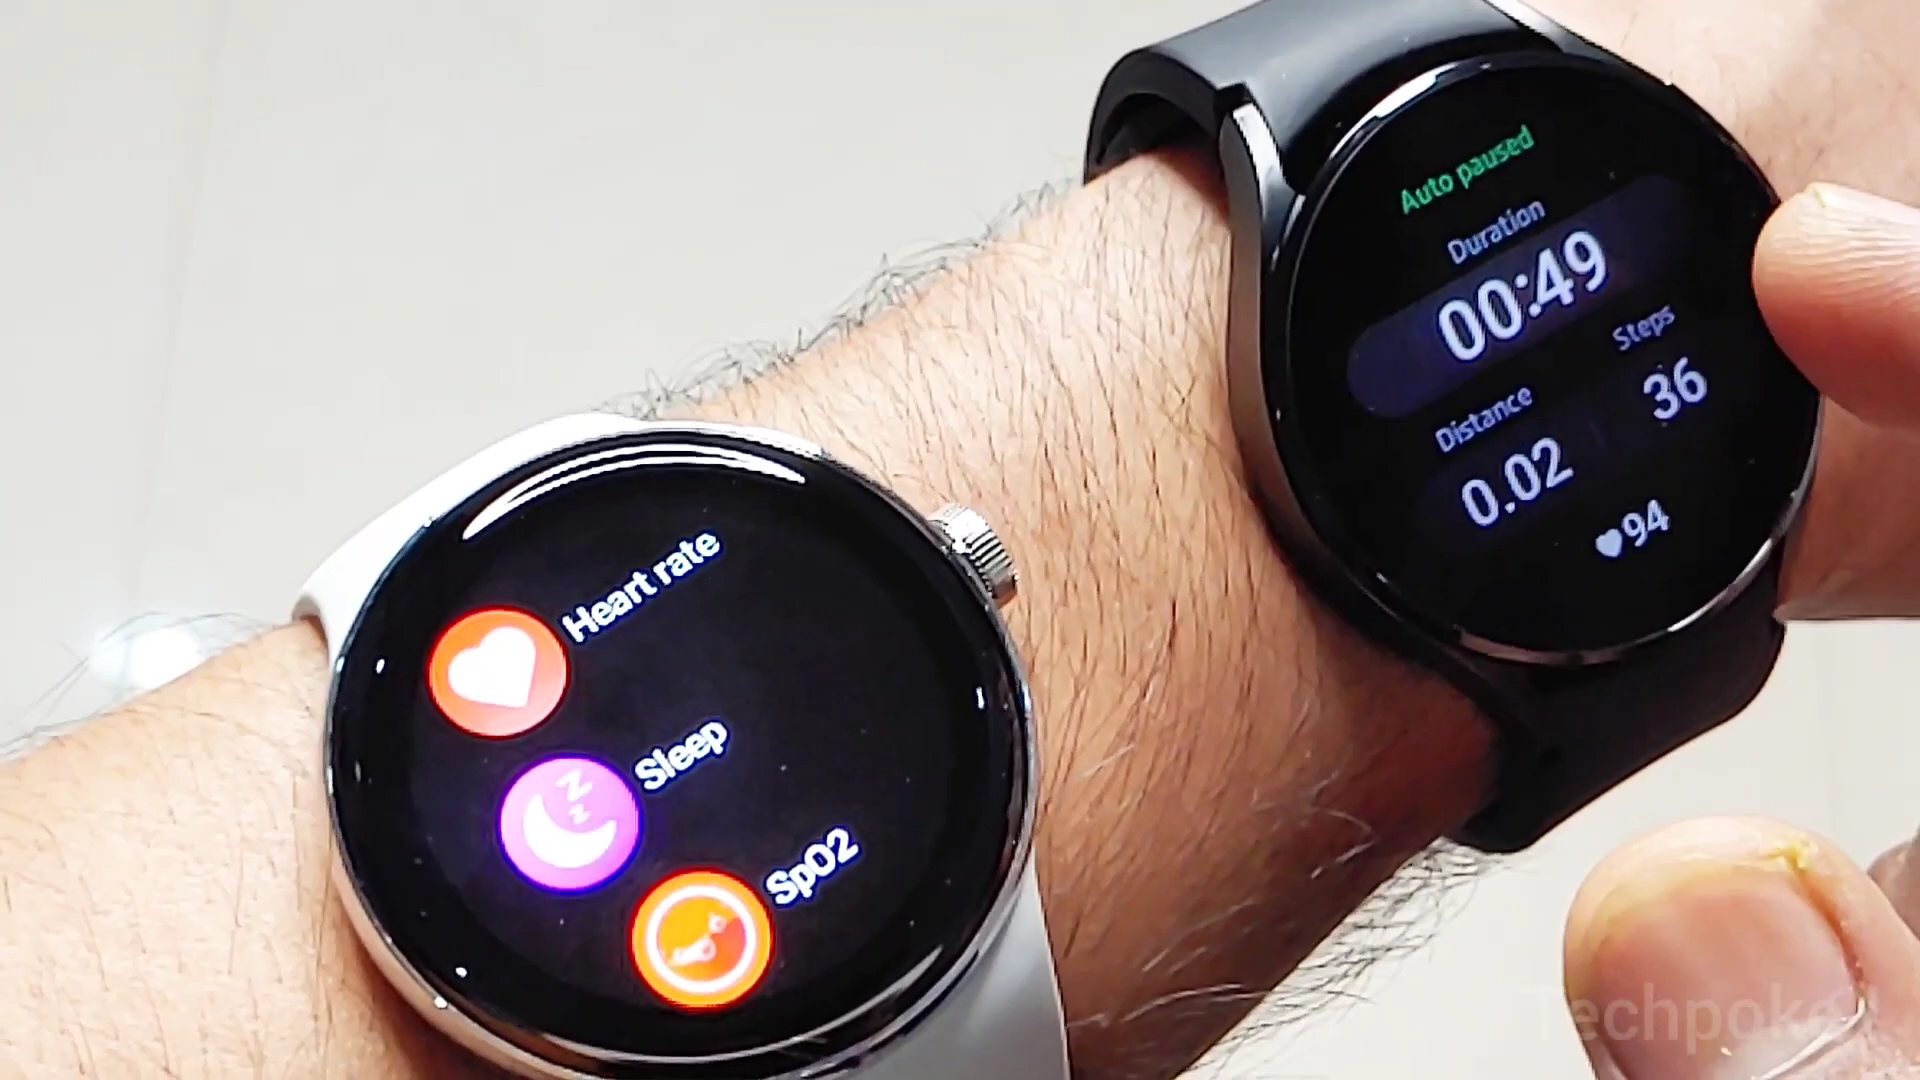 Heart rate
Sleep
SpO2
Auto paused
Duration
00:49
Distance
Steps
0.02
36
94
Techpoke